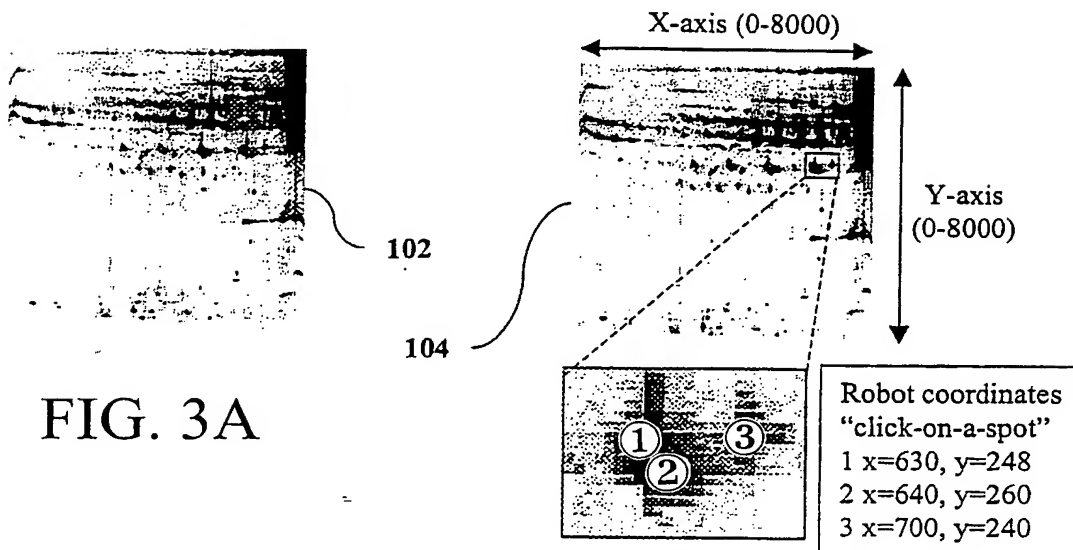 X-axis (0-8000)
Y-axis
(0-8000)
102
104
FIG. 3A
1
2
3
Robot coordinates
“click-on-a-spot”
1 x=630, y=248
2 x=640, y=260
3 x=700, y=240